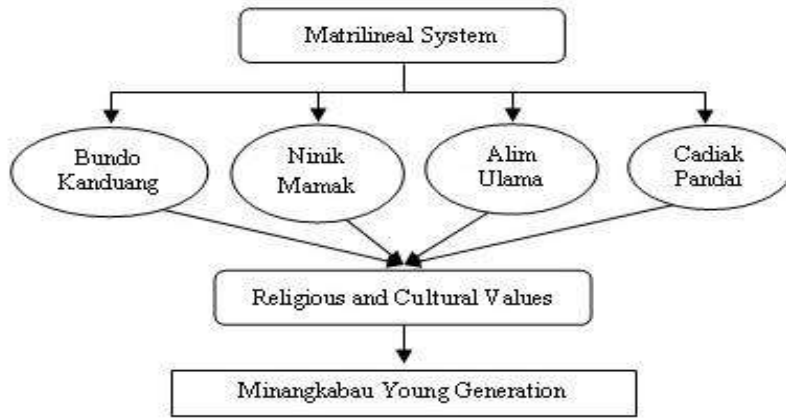 Matrilineal System
Bundo
Kanduang
Ninik
Mamak
Alim
Ulama
Cadiak
Pandai
Religious and Cultural Values
Minangkabau Young Generation